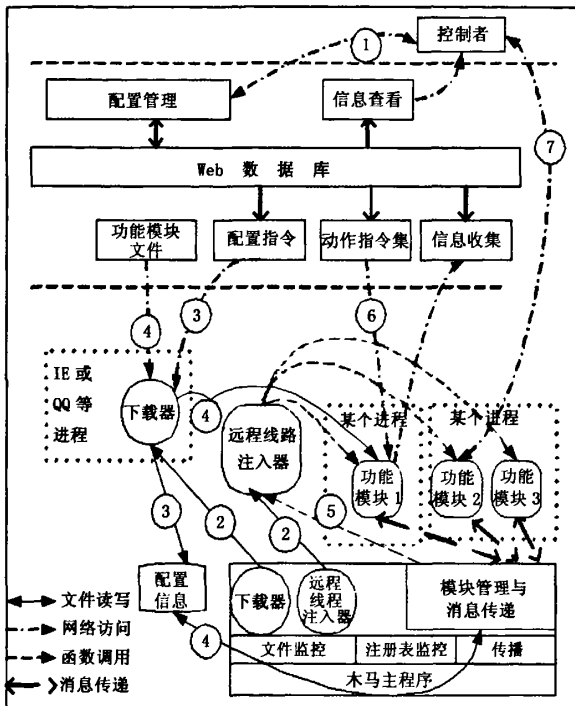 控制者
1
配置管理
信息查看
7
Web 数据库
功能模块
文件
配置指令
动作指令集
信息收集
4
3
6
IE或
QQ等
进程
下载器
4
远程线路
注入器
某个进程
某个进程
功能
模块1
功能
模块2
功能
模块3
3
2
2
5
配置
信息
下载器
远程
线程
注入器
模块管理与
消息传递
文件读写
网络访问
函数调用
消息传递
4
文件监控
注册表监控
传播
木马主程序